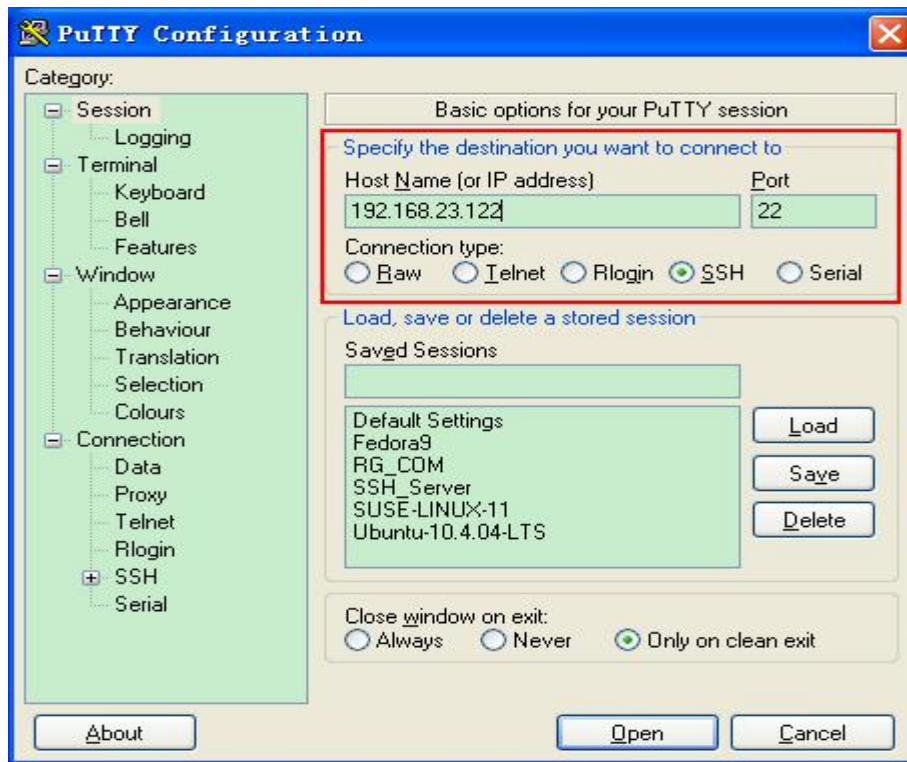 PuTTY Configuration
Category:
Session
Logging
Terminal
Keyboard
Bell
Features
Window
Appearance
Behaviour
Translation
Selection
Colours
Connection
Data
Proxy
Telnet
Rlogin
SSH
Serial
Basic options for your PuTTY session
Specify the destination you want to connect to
Host Name (or IP address) Port
192.168.23.122 22
Connection type:
Raw Telnet Rlogin SSH Serial
Load, save or delete a stored session
Saved Sessions
Default Settings
Fedora9
RG_COM
SSH_Server
SUSE-LINUX-11
Ubuntu-10.4.04-LTS
Load
Save
Delete
Close window on exit:
Always Never Only on clean exit
About Open Cancel